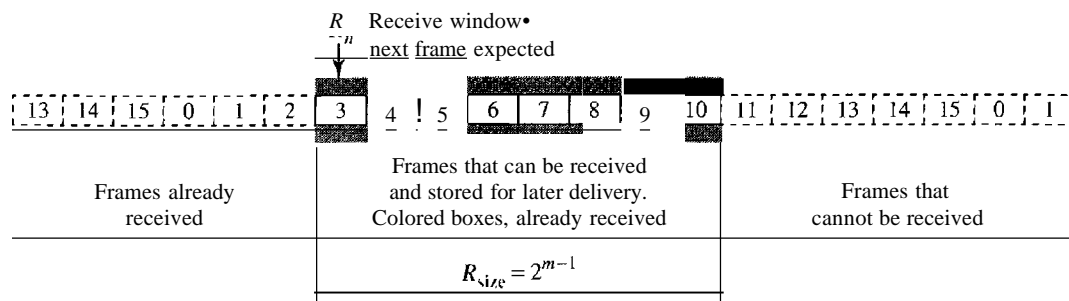 R n Receive window•
next frame expected
13 14 15 0 1 2 3 4 ! 5 6 7 8 9 10 11 12 13 14 15 0 1
Frames already
received
Frames that can be received
and stored for later delivery.
Colored boxes, already received
Frames that
cannot be received
R size = 2^{m-1}